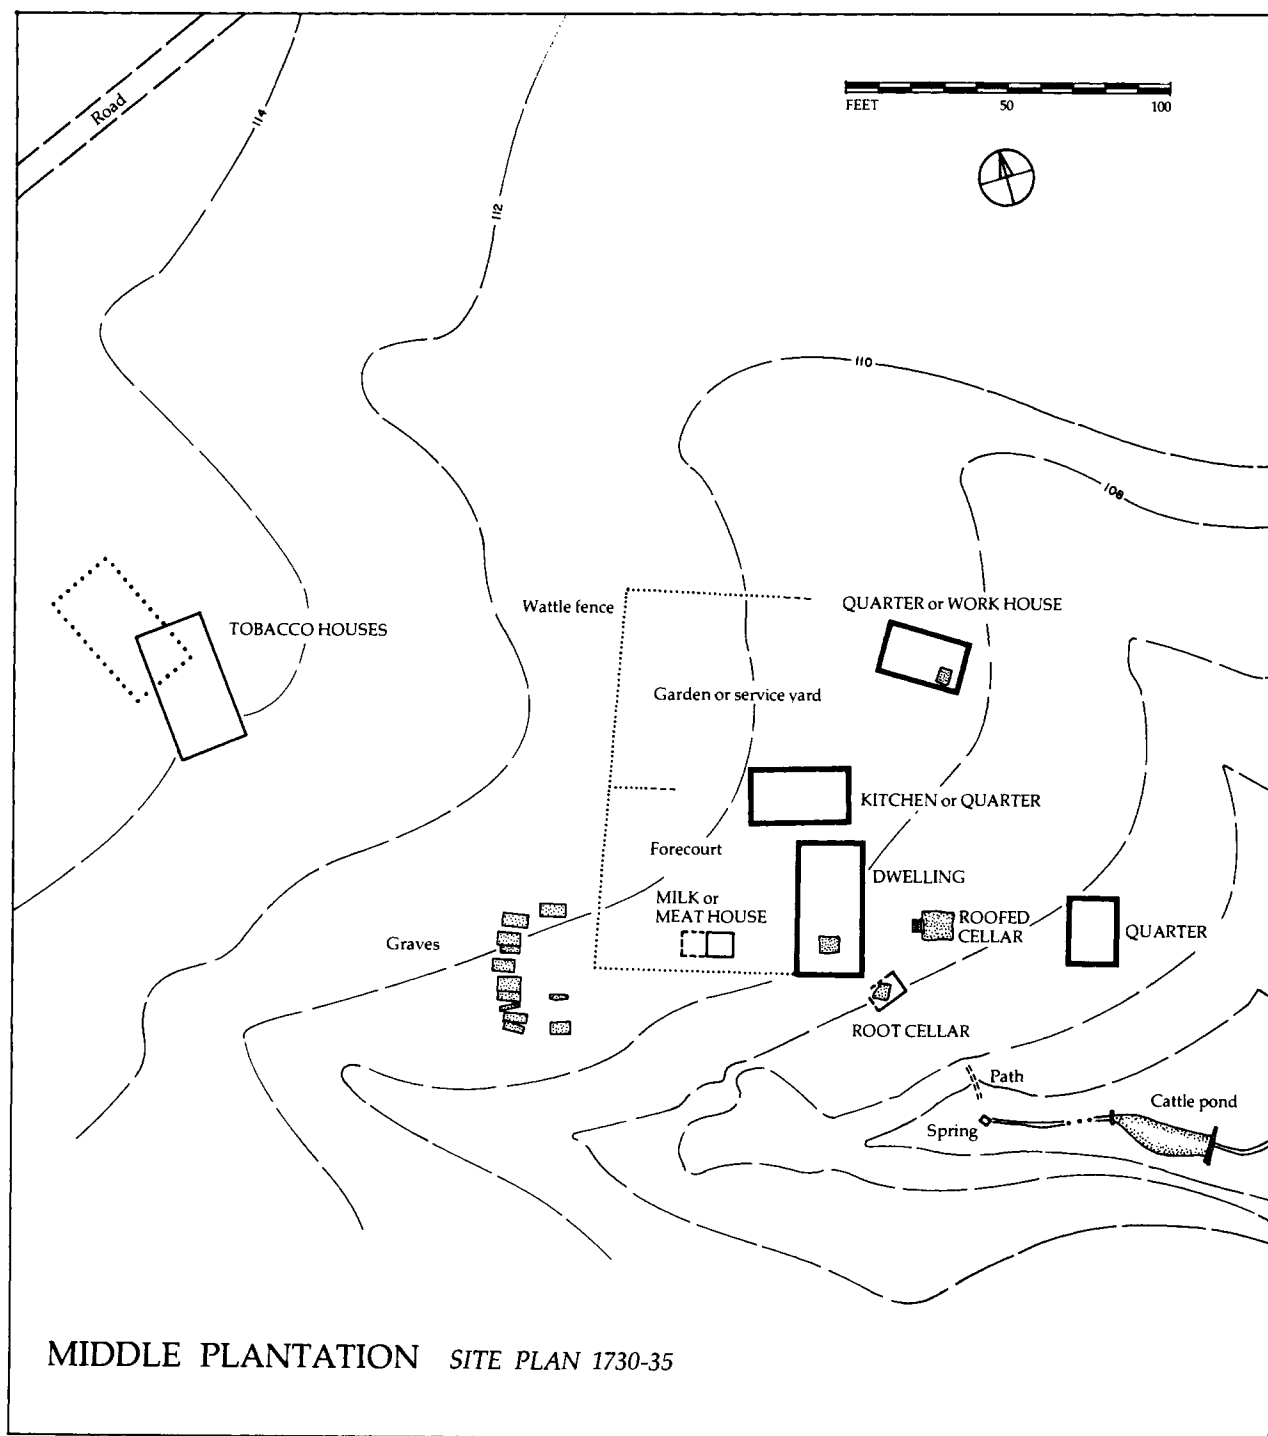 Road
114
112
FEET 50 100
110
108
Wattle fence
QUARTER or WORK HOUSE
TOBACCO HOUSES
Garden or service yard
KITCHEN or QUARTER
Forecourt
DWELLING
MILK or
MEAT HOUSE
ROOFED
CELLAR
QUARTER
Graves
ROOT CELLAR
Path
Cattle pond
Spring
MIDDLE PLANTATION SITE PLAN 1730-35